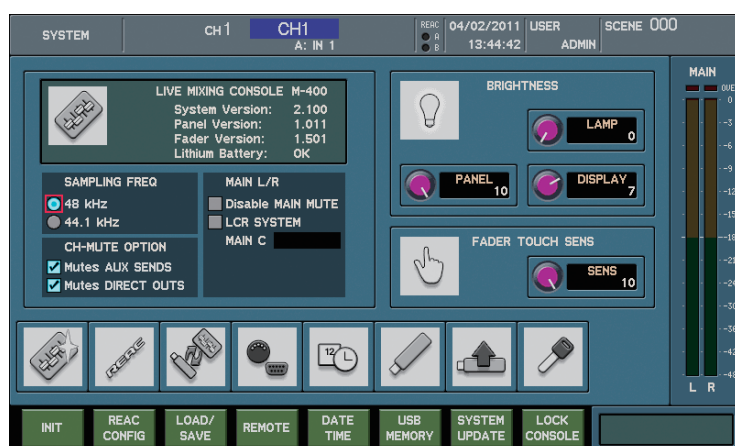 SYSTEM
CH 1
CH1
A: IN 1
REAC
A
B
04/02/2011
13:44:42
USER
ADMIN
SCENE 000
LIVE MIXING CONSOLE M-400
System Version: 2.100
Panel Version: 1.011
Fader Version: 1.501
Lithium Battery: OK
SAMPLING FREQ
48 kHz
44.1 kHz
CH-MUTE OPTION
Mutes AUX SENDS
Mutes DIRECT OUTS
MAIN L/R
Disable MAIN MUTE
LCR SYSTEM
MAIN C
BRIGHTNESS
LAMP
0
PANEL
10
DISPLAY
7
FADER TOUCH SENS
SENS
10
MAIN
OVE
0
-3
-6
-9
-12
-15
-18
-21
-24
-30
-36
-42
-48
L R
REAC
12
INIT
REAC
CONFIG
LOAD/
SAVE
REMOTE
DATE
TIME
USB
MEMORY
SYSTEM
UPDATE
LOCK
CONSOLE